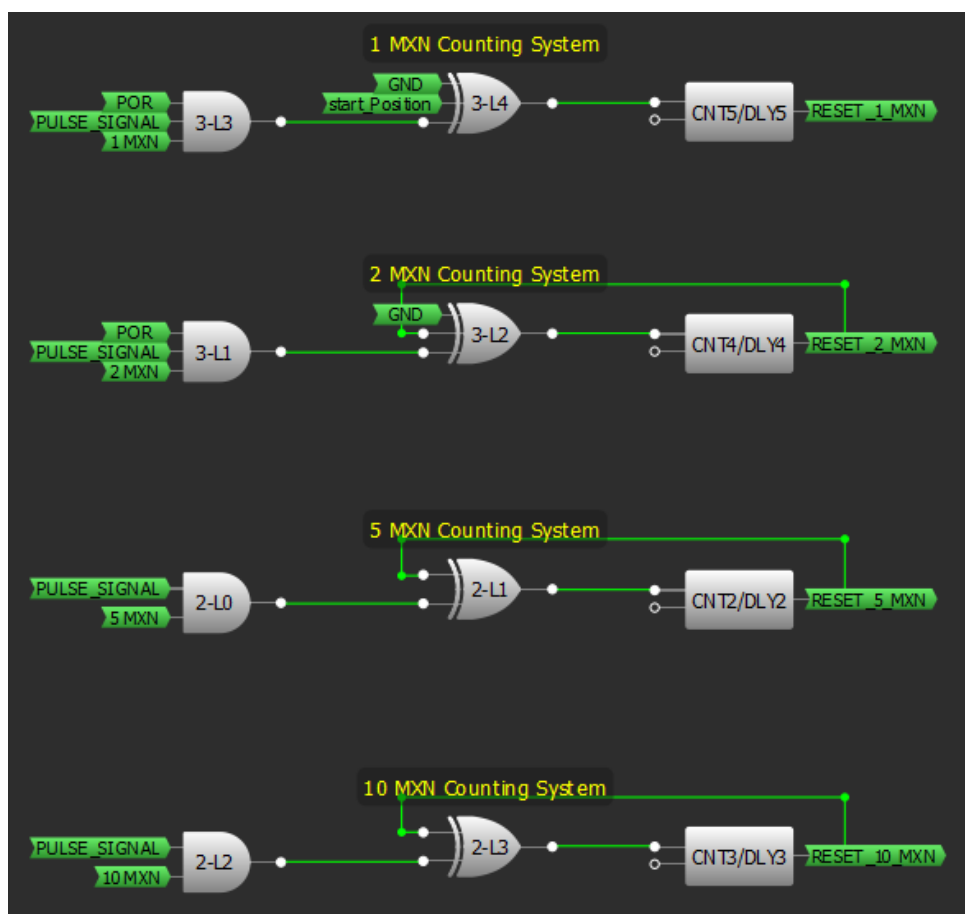 1 MXN Counting System
GND
start_Position
POR
PULSE_SIGNAL
1 MXN
3-L3
3-L4
CNT5/DLY5
RESET_1_MXN
2 MXN Counting System
GND
POR
PULSE_SIGNAL
2 MXN
3-L1
3-L2
CNT4/DLY4
RESET_2_MXN
5 MXN Counting System
PULSE_SIGNAL
5 MXN
2-L0
2-L1
CNT2/DLY2
RESET_5_MXN
10 MXN Counting System
PULSE_SIGNAL
10 MXN
2-L2
2-L3
CNT3/DLY3
RESET_10_MXN